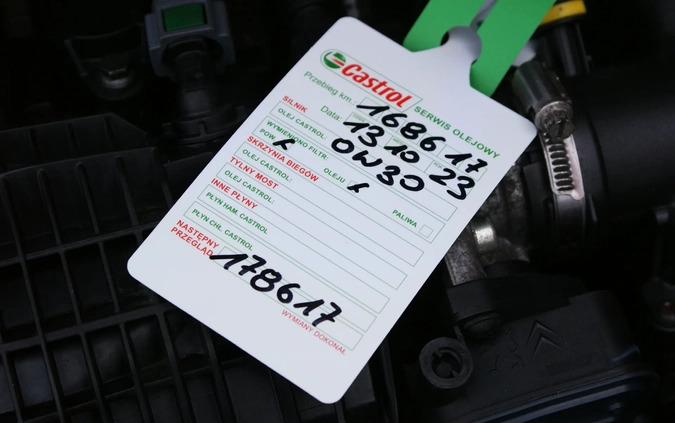 Castrol
SERWIS OLEJOWY
Przebieg km. 168617
SILNIK Data: 13 10 23
OLEJ CASTROL: 0W30
WYMIENIONO FILTR:
POW. OLEJU PALIWA
SKRZYNIA BIEGÓW
OLEJ CASTROL:
TYLNY MOST
OLEJ CASTROL:
INNE PŁYNY
PŁYN HAM. CASTROL
PŁYN CHŁ. CASTROL
NASTĘPNY
PRZEGLĄD 178617
WYMIANY DOKONAŁ